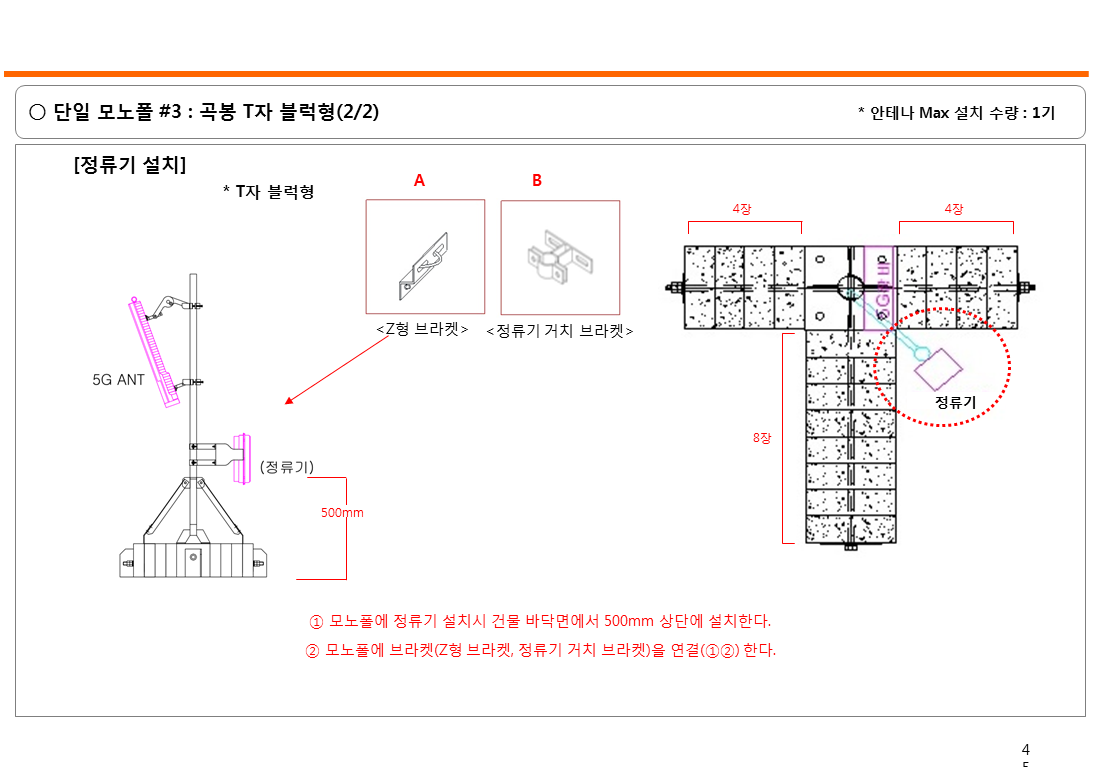 ○ 단일 모노폴 #3 : 곡봉 T자 블럭형(2/2)
* 안테나 Max 설치 수량 : 1기
[정류기 설치]
* T자 블럭형
A
B
<Z형 브라켓>
<정류기 거치 브라켓>
5G ANT
(정류기)
500mm
4장
4장
8장
정류기
① 모노폴에 정류기 설치시 건물 바닥면에서 500mm 상단에 설치한다.
② 모노폴에 브라켓(Z형 브라켓, 정류기 거치 브라켓)을 연결(①②) 한다.
4